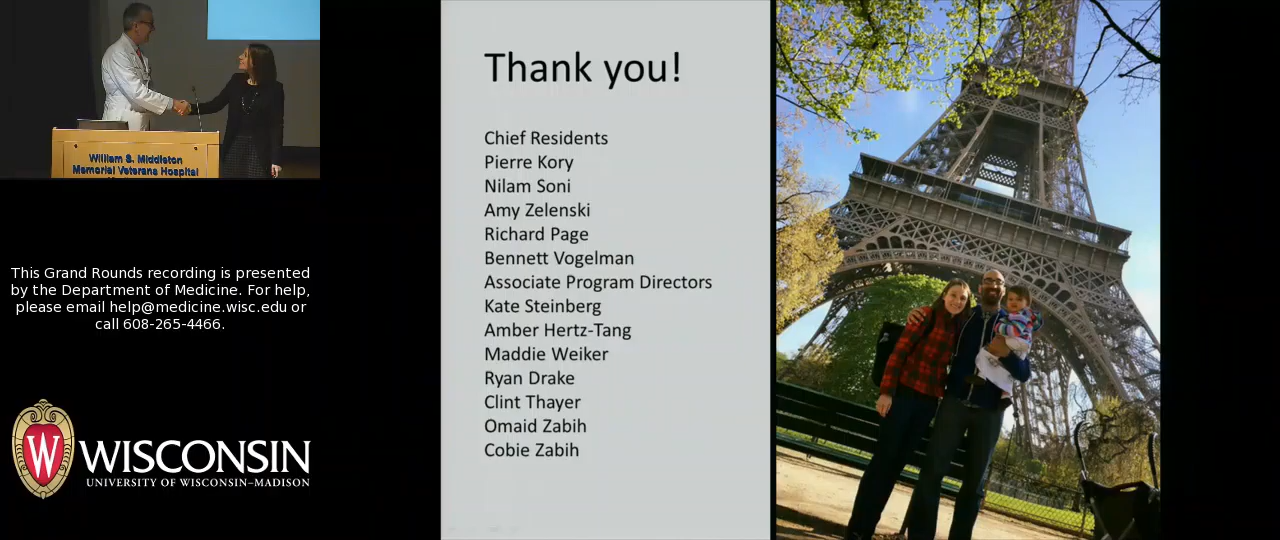 William S. Middleton
Memorial Veterans Hospital
This Grand Rounds recording is presented
by the Department of Medicine. For help,
please email help@medicine.wisc.edu or
call 608-265-4466.
W
WISCONSIN
UNIVERSITY OF WISCONSIN–MADISON
Thank you!
Chief Residents
Pierre Kory
Nilam Soni
Amy Zelenski
Richard Page
Bennett Vogelman
Associate Program Directors
Kate Steinberg
Amber Hertz-Tang
Maddie Weiker
Ryan Drake
Clint Thayer
Omaid Zabih
Cobie Zabih